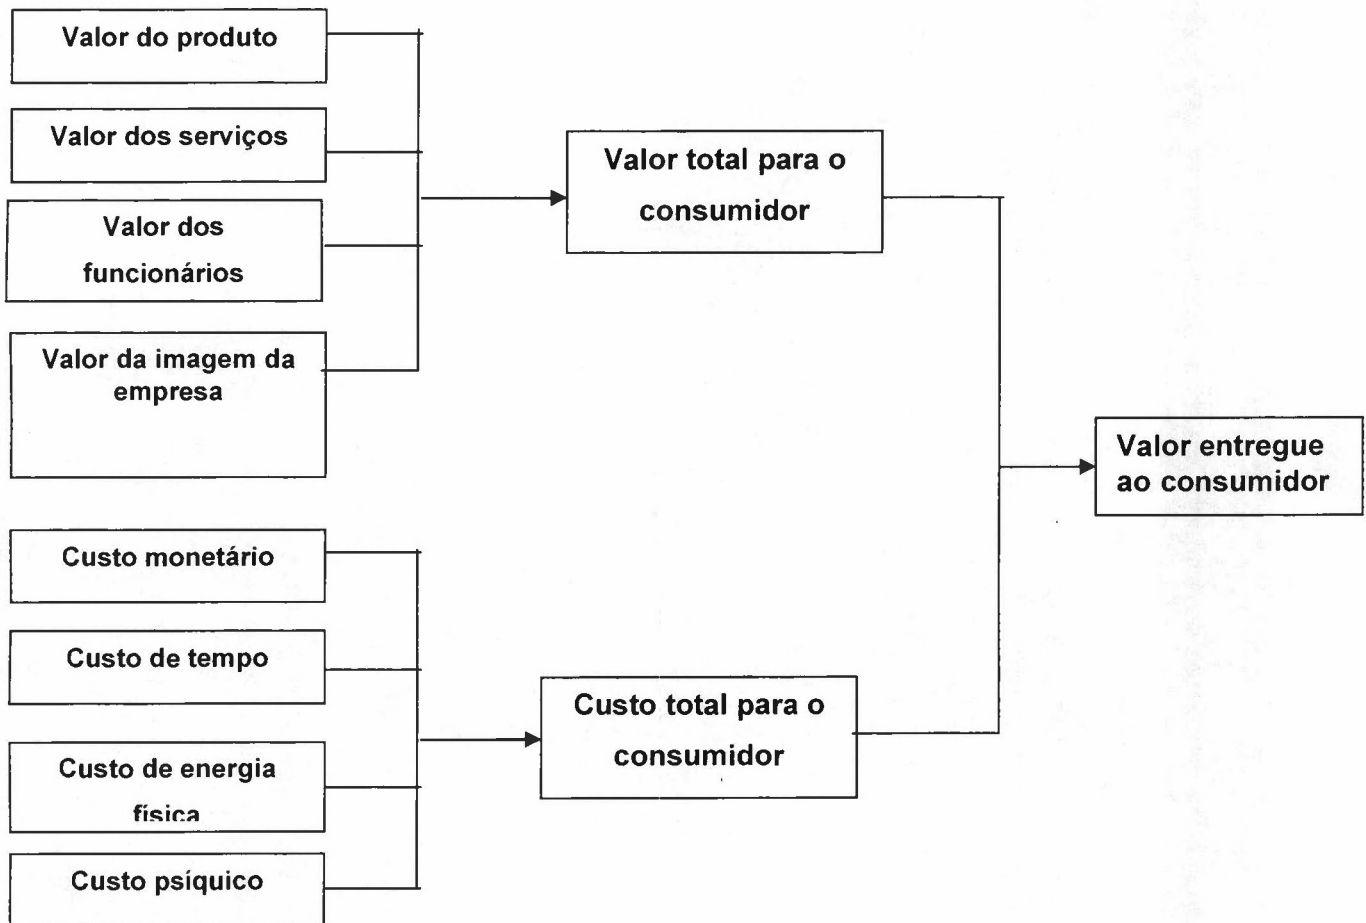 Valor do produto
Valor dos serviços
Valor dos
funcionários
Valor da imagem da
empresa
Valor total para o
consumidor
Custo monetário
Custo de tempo
Custo de energia
física
Custo psíquico
Custo total para o
consumidor
Valor entregue
ao consumidor